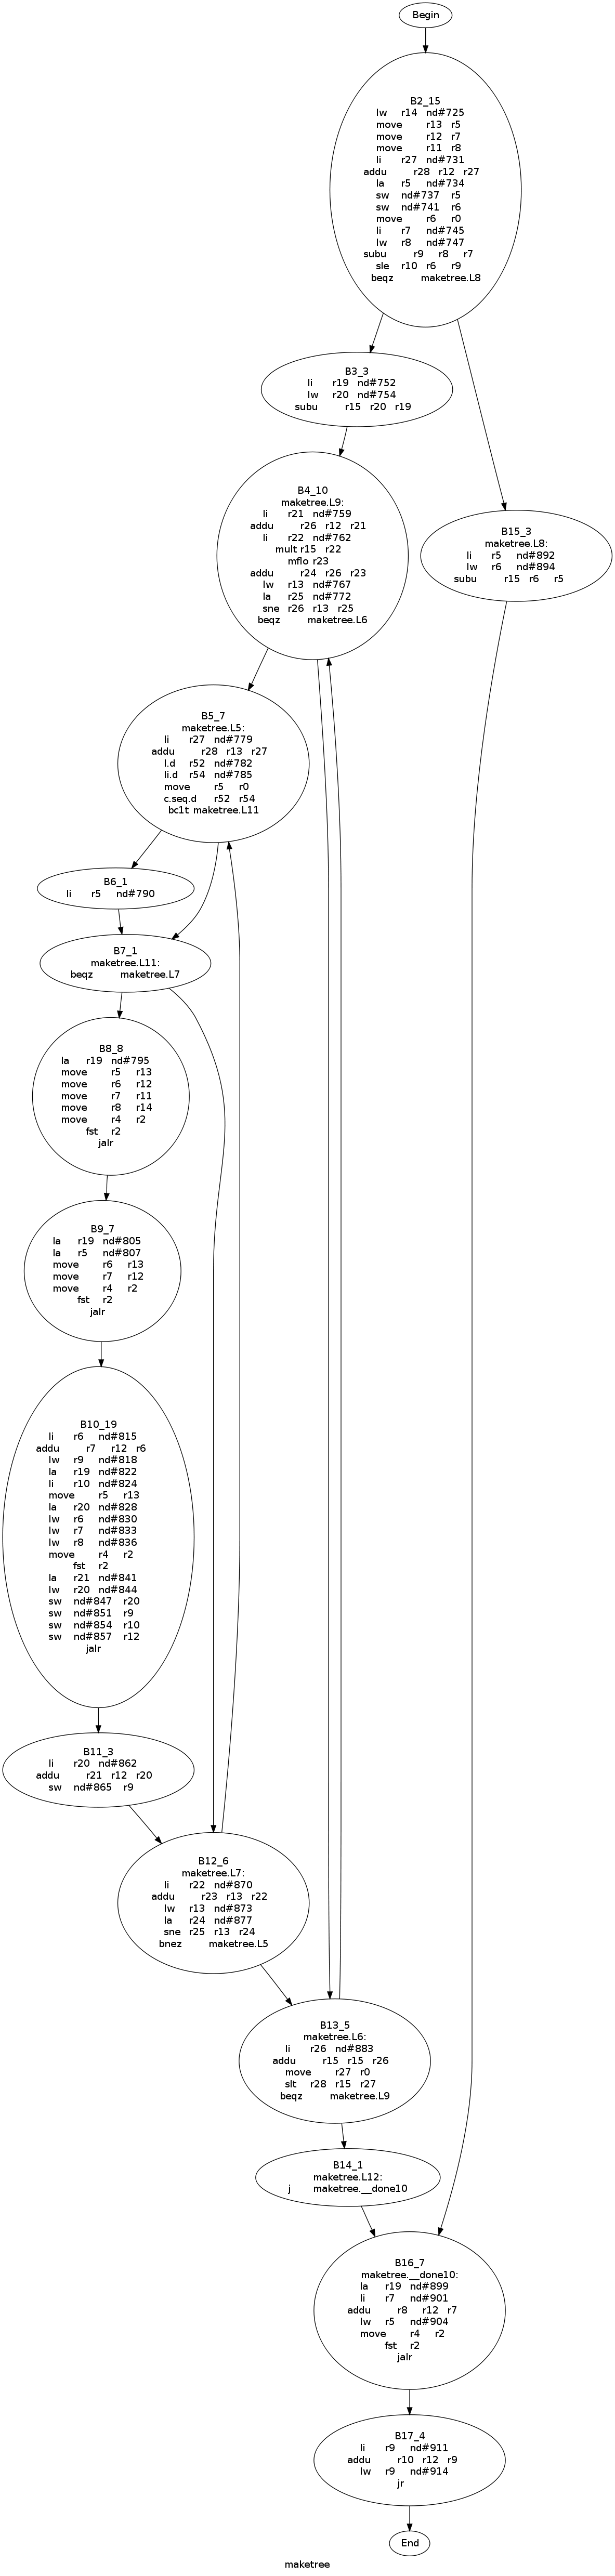 Begin
B2_15
lw r14 nd#725
move r13 r5
move r12 r7
move r11 r8
li r27 nd#731
addu r28 r12 r27
la r5 nd#734
sw nd#737 r5
sw nd#741 r6
move r6 r0
li r7 nd#745
lw r8 nd#747
subu r9 r8 r7
sle r10 r6 r9
beqz maketree.L8
B3_3
li r19 nd#752
lw r20 nd#754
subu r15 r20 r19
B4_10
maketree.L9:
li r21 nd#759
addu r26 r12 r21
li r22 nd#762
mult r15 r22
mflo r23
addu r24 r26 r23
lw r13 nd#767
la r25 nd#772
sne r26 r13 r25
beqz maketree.L6
B15_3
maketree.L8:
li r5 nd#892
lw r6 nd#894
subu r15 r6 r5
B5_7
maketree.L5:
li r27 nd#779
addu r28 r13 r27
l.d r52 nd#782
li.d r54 nd#785
move r5 r0
c.seq.d r52 r54
bc1t maketree.L11
B6_1
li r5 nd#790
B7_1
maketree.L11:
beqz maketree.L7
B8_8
la r19 nd#795
move r5 r13
move r6 r12
move r7 r11
move r8 r14
move r4 r2
fst r2
jalr
B9_7
la r19 nd#805
la r5 nd#807
move r6 r13
move r7 r12
move r4 r2
fst r2
jalr
B10_19
li r6 nd#815
addu r7 r12 r6
lw r9 nd#818
la r19 nd#822
li r10 nd#824
move r5 r13
la r20 nd#828
lw r6 nd#830
lw r7 nd#833
lw r8 nd#836
move r4 r2
fst r2
la r21 nd#841
lw r20 nd#844
sw nd#847 r20
sw nd#851 r9
sw nd#854 r10
sw nd#857 r12
jalr
B11_3
li r20 nd#862
addu r21 r12 r20
sw nd#865 r9
B12_6
maketree.L7:
li r22 nd#870
addu r23 r13 r22
lw r13 nd#873
la r24 nd#877
sne r25 r13 r24
bnez maketree.L5
B13_5
maketree.L6:
li r26 nd#883
addu r15 r15 r26
move r27 r0
slt r28 r15 r27
beqz maketree.L9
B14_1
maketree.L12:
j maketree.__done10
B16_7
maketree.__done10:
la r19 nd#899
li r7 nd#901
addu r8 r12 r7
lw r5 nd#904
move r4 r2
fst r2
jalr
B17_4
li r9 nd#911
addu r10 r12 r9
lw r9 nd#914
jr
End
maketree